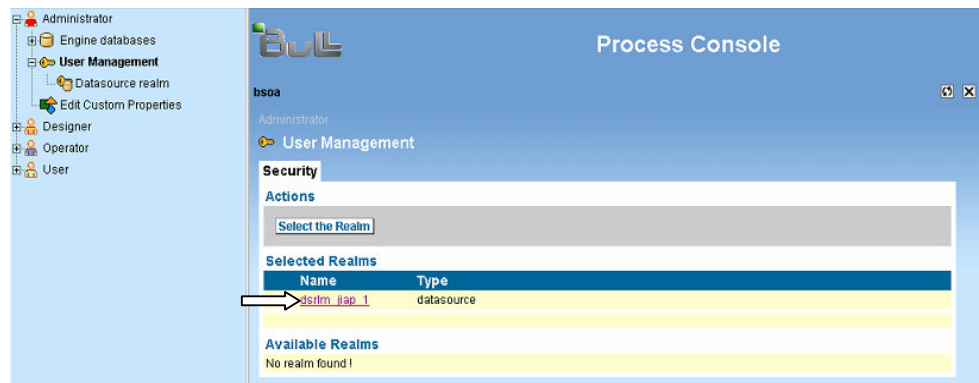 Administrator
Engine databases
User Management
Datasource realm
Edit Custom Properties
Designer
Operator
User
Bull
Process Console
bsoa
Administrator
User Management
Security
Actions
Select the Realm
Selected Realms
Name Type
dsrlm_jiap_1 datasource
Available Realms
No realm found !